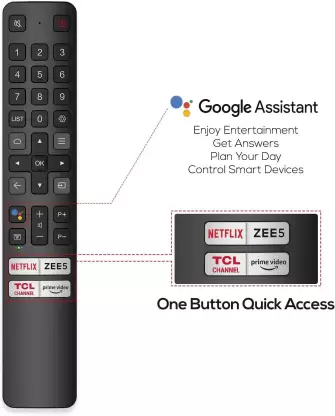 1 2 3
4 5 6
7 8 9
LIST 0
OK
+ P+
− P−
NETFLIX ZEE5
TCL CHANNEL prime video
Google Assistant
Enjoy Entertainment
Get Answers
Plan Your Day
Control Smart Devices
NETFLIX ZEE5
TCL CHANNEL prime video
One Button Quick Access